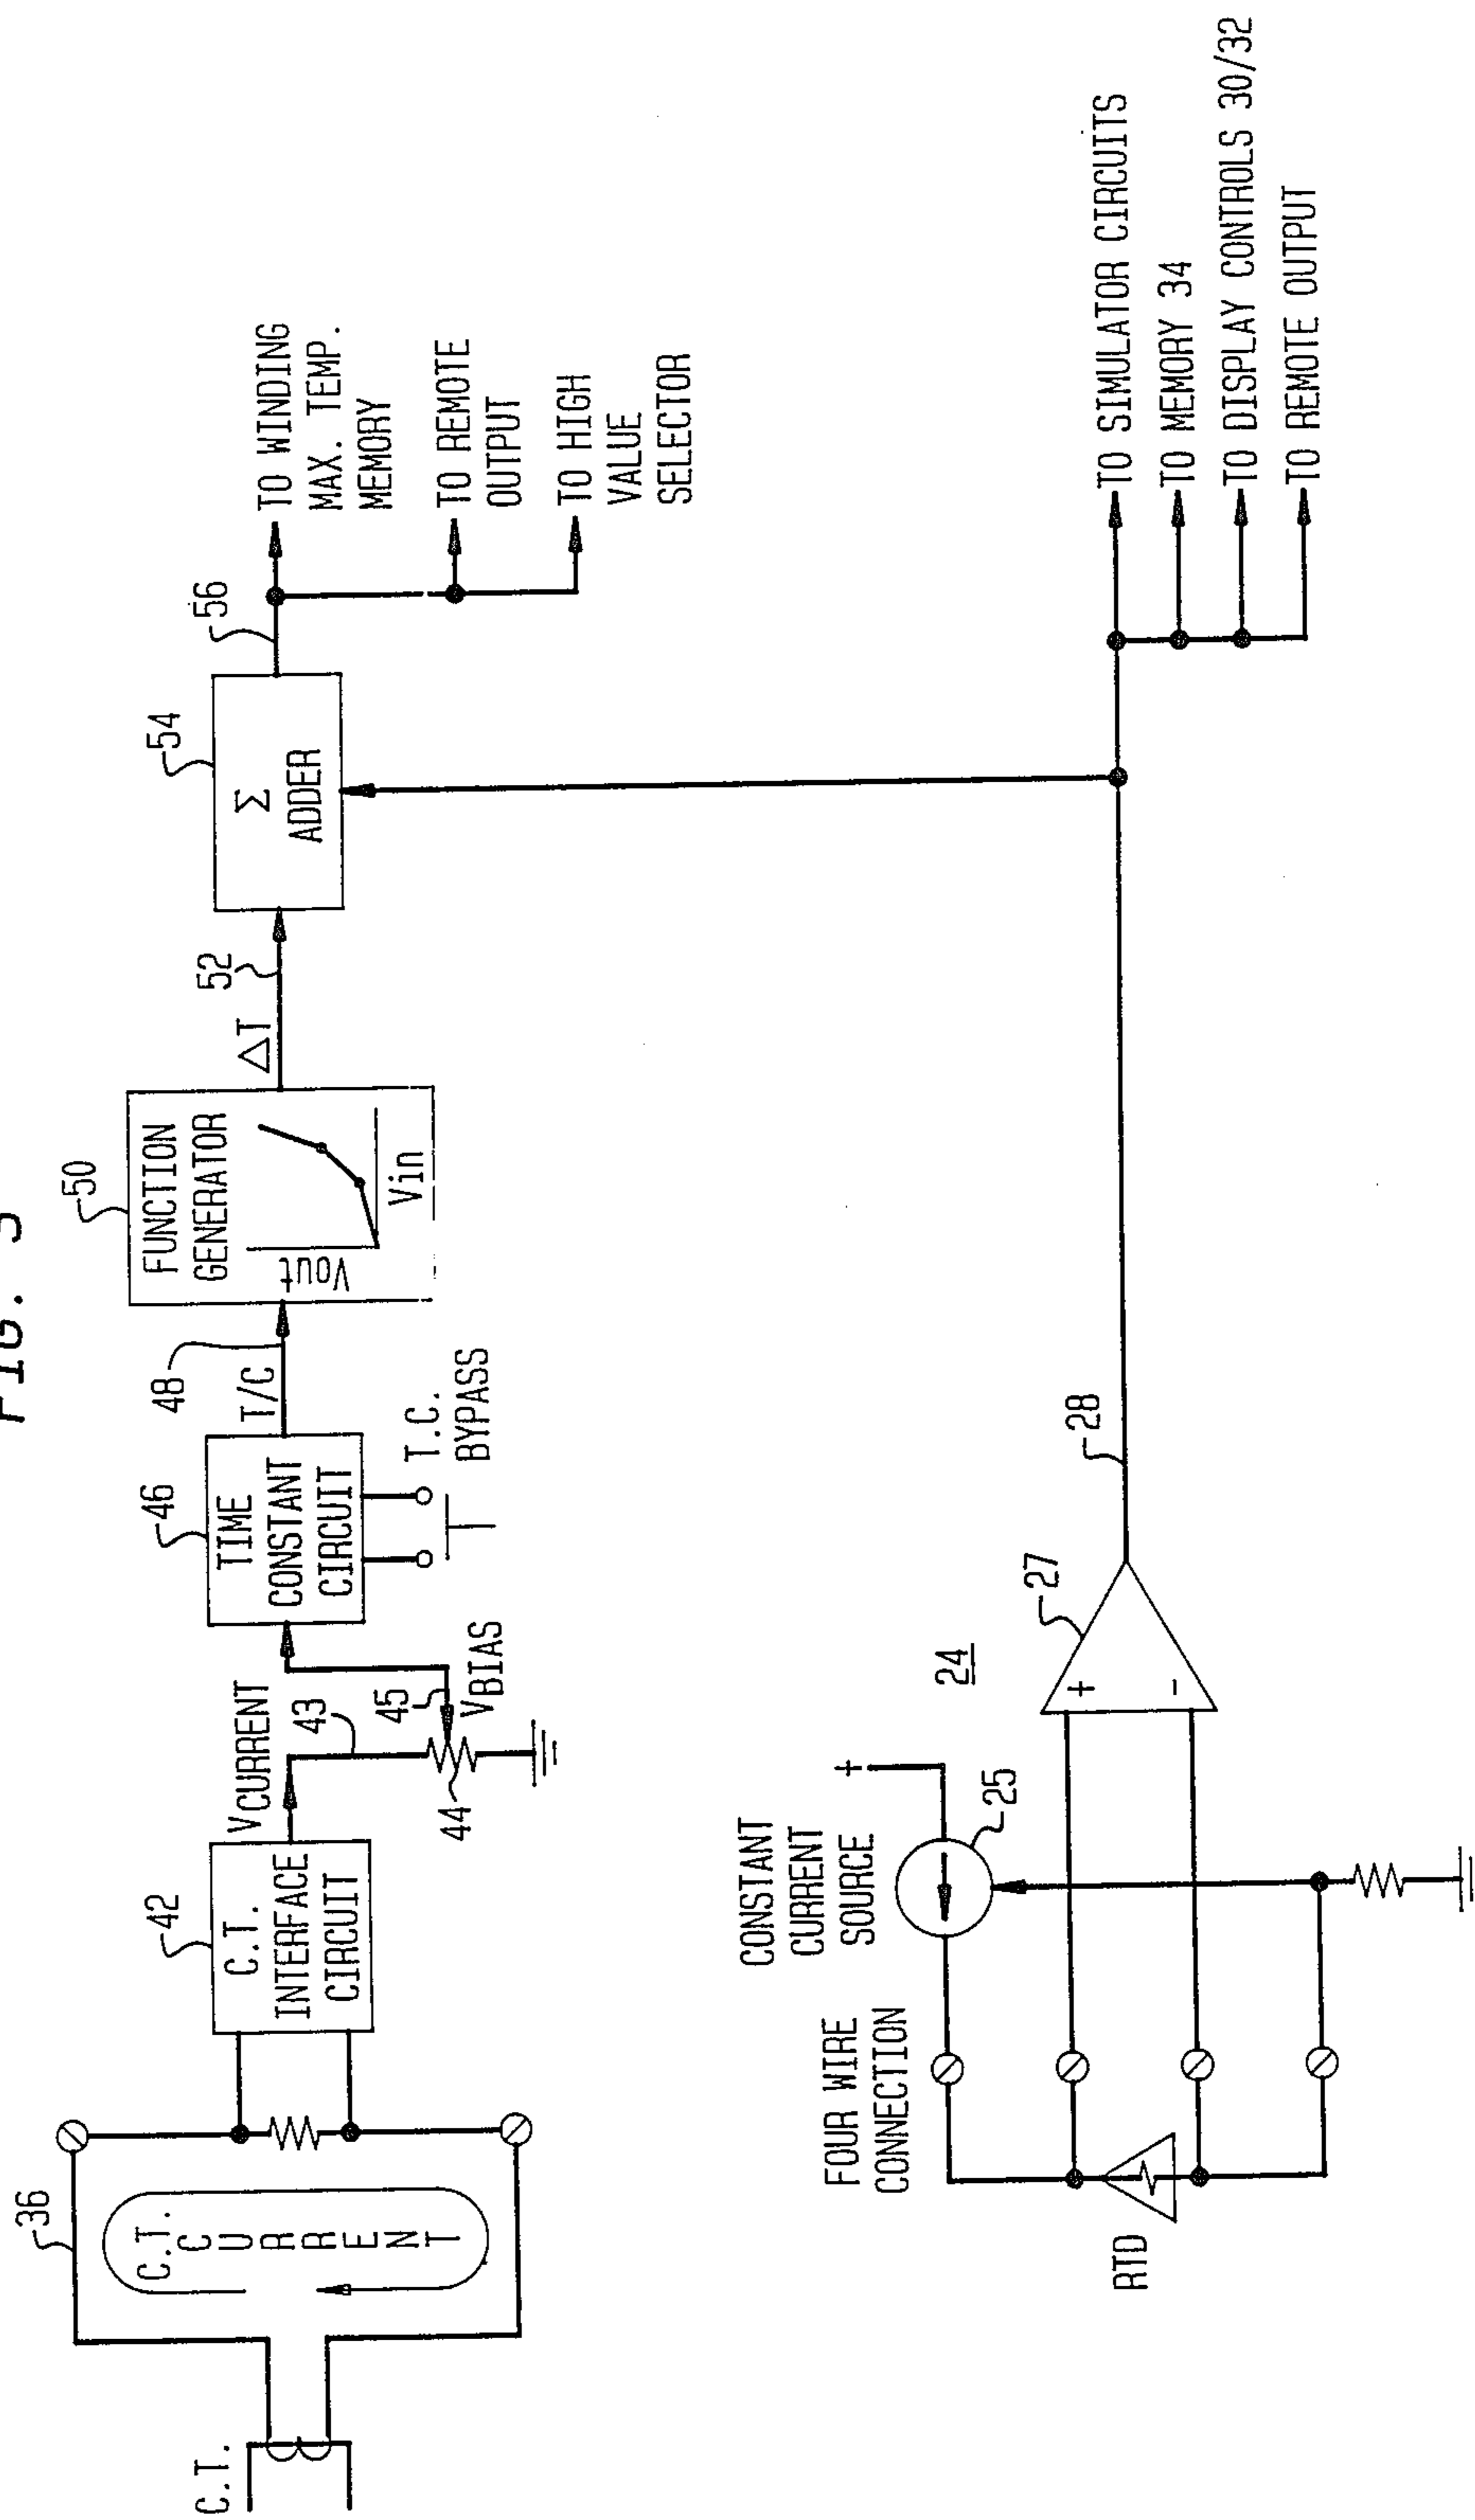 FIG. 3
36
C.T.
C.T.
CURRENT
42
C.T.
INTERFACE
CIRCUIT
VCURRENT
43
44
45
VBIAS
46
TIME
CONSTANT
CIRCUIT
T.C.
BYPASS
T/C
48
50
FUNCTION
GENERATOR
Vout
Vin
ΔT
52
54
Σ
ADDER
56
TO WINDING
MAX. TEMP.
MEMORY
TO REMOTE
OUTPUT
TO HIGH
VALUE
SELECTOR
RTD
FOUR WIRE
CONNECTION
CONSTANT
CURRENT
SOURCE
+
25
24
27
+
-
28
TO SIMULATOR CIRCUITS
TO MEMORY 34
TO DISPLAY CONTROLS 30/32
TO REMOTE OUTPUT